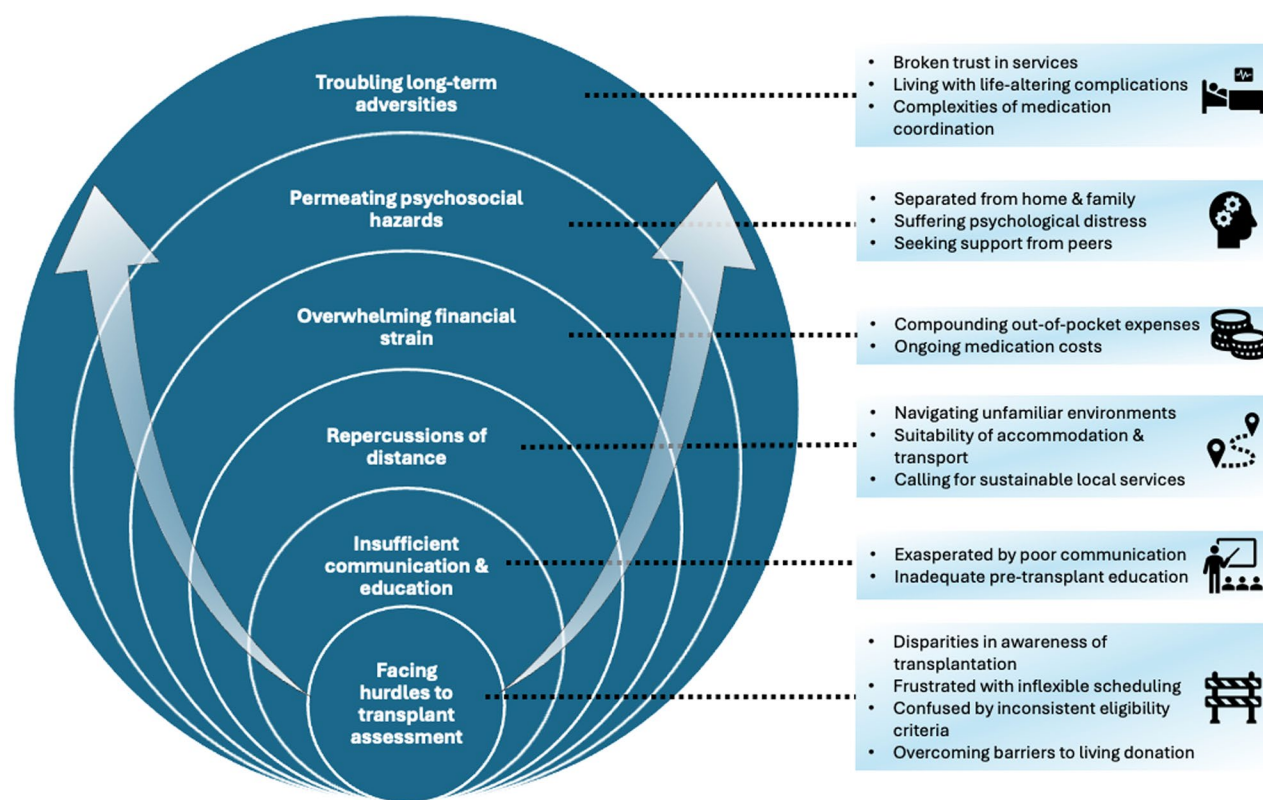 Troubling long-term
adversities
• Broken trust in services
• Living with life-altering complications
• Complexities of medication
coordination
Permeating psychosocial
hazards
• Separated from home & family
• Suffering psychological distress
• Seeking support from peers
Overwhelming financial
strain
• Compounding out-of-pocket expenses
• Ongoing medication costs
Repercussions of
distance
• Navigating unfamiliar environments
• Suitability of accommodation &
transport
• Calling for sustainable local services
Insufficient
communication &
education
• Exasperated by poor communication
• Inadequate pre-transplant education
Facing
hurdles to
transplant
assessment
• Disparities in awareness of
transplantation
• Frustrated with inflexible scheduling
• Confused by inconsistent eligibility
criteria
• Overcoming barriers to living donation